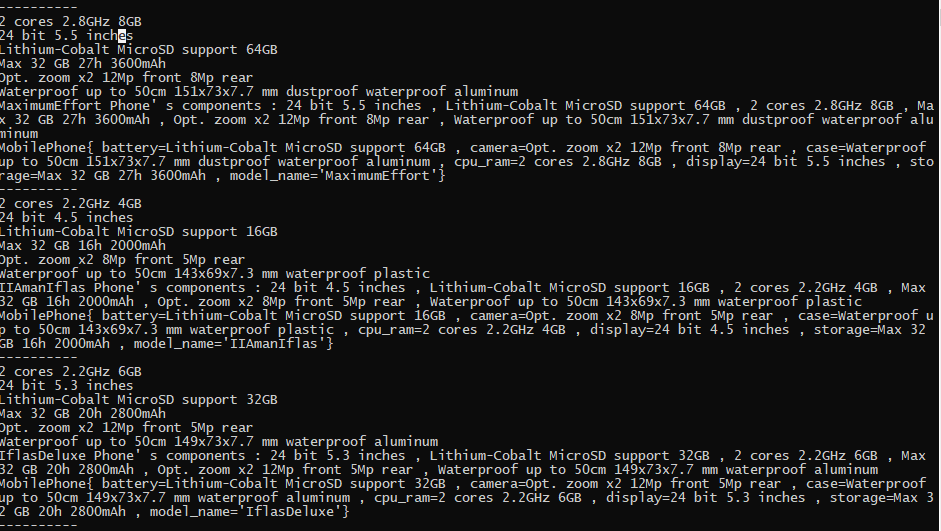 ----------
2 cores 2.8GHz 8GB
24 bit 5.5 inches
Lithium-Cobalt MicroSD support 64GB
Max 32 GB 27h 3600mAh
Opt. zoom x2 12Mp front 8Mp rear
Waterproof up to 50cm 151x73x7.7 mm dustproof waterproof aluminum
MaximumEffort Phone' s components : 24 bit 5.5 inches , Lithium-Cobalt MicroSD support 64GB , 2 cores 2.8GHz 8GB , Ma
x 32 GB 27h 3600mAh , Opt. zoom x2 12Mp front 8Mp rear , Waterproof up to 50cm 151x73x7.7 mm dustproof waterproof alu
minum
MobilePhone{ battery=Lithium-Cobalt MicroSD support 64GB , camera=Opt. zoom x2 12Mp front 8Mp rear , case=Waterproof
up to 50cm 151x73x7.7 mm dustproof waterproof aluminum , cpu_ram=2 cores 2.8GHz 8GB , display=24 bit 5.5 inches , sto
rage=Max 32 GB 27h 3600mAh , model_name='MaximumEffort'}
----------
2 cores 2.2GHz 4GB
24 bit 4.5 inches
Lithium-Cobalt MicroSD support 16GB
Max 32 GB 16h 2000mAh
Opt. zoom x2 8Mp front 5Mp rear
Waterproof up to 50cm 143x69x7.3 mm waterproof plastic
IIAmanIflas Phone' s components : 24 bit 4.5 inches , Lithium-Cobalt MicroSD support 16GB , 2 cores 2.2GHz 4GB , Max
32 GB 16h 2000mAh , Opt. zoom x2 8Mp front 5Mp rear , Waterproof up to 50cm 143x69x7.3 mm waterproof plastic
MobilePhone{ battery=Lithium-Cobalt MicroSD support 16GB , camera=Opt. zoom x2 8Mp front 5Mp rear , case=Waterproof u
p to 50cm 143x69x7.3 mm waterproof plastic , cpu_ram=2 cores 2.2GHz 4GB , display=24 bit 4.5 inches , storage=Max 32
GB 16h 2000mAh , model_name='IIAmanIflas'}
----------
2 cores 2.2GHz 6GB
24 bit 5.3 inches
Lithium-Cobalt MicroSD support 32GB
Max 32 GB 20h 2800mAh
Opt. zoom x2 12Mp front 5Mp rear
Waterproof up to 50cm 149x73x7.7 mm waterproof aluminum
IflasDeluxe Phone' s components : 24 bit 5.3 inches , Lithium-Cobalt MicroSD support 32GB , 2 cores 2.2GHz 6GB , Max
32 GB 20h 2800mAh , Opt. zoom x2 12Mp front 5Mp rear , Waterproof up to 50cm 149x73x7.7 mm waterproof aluminum
MobilePhone{ battery=Lithium-Cobalt MicroSD support 32GB , camera=Opt. zoom x2 12Mp front 5Mp rear , case=Waterproof
up to 50cm 149x73x7.7 mm waterproof aluminum , cpu_ram=2 cores 2.2GHz 6GB , display=24 bit 5.3 inches , storage=Max 3
2 GB 20h 2800mAh , model_name='IflasDeluxe'}
----------